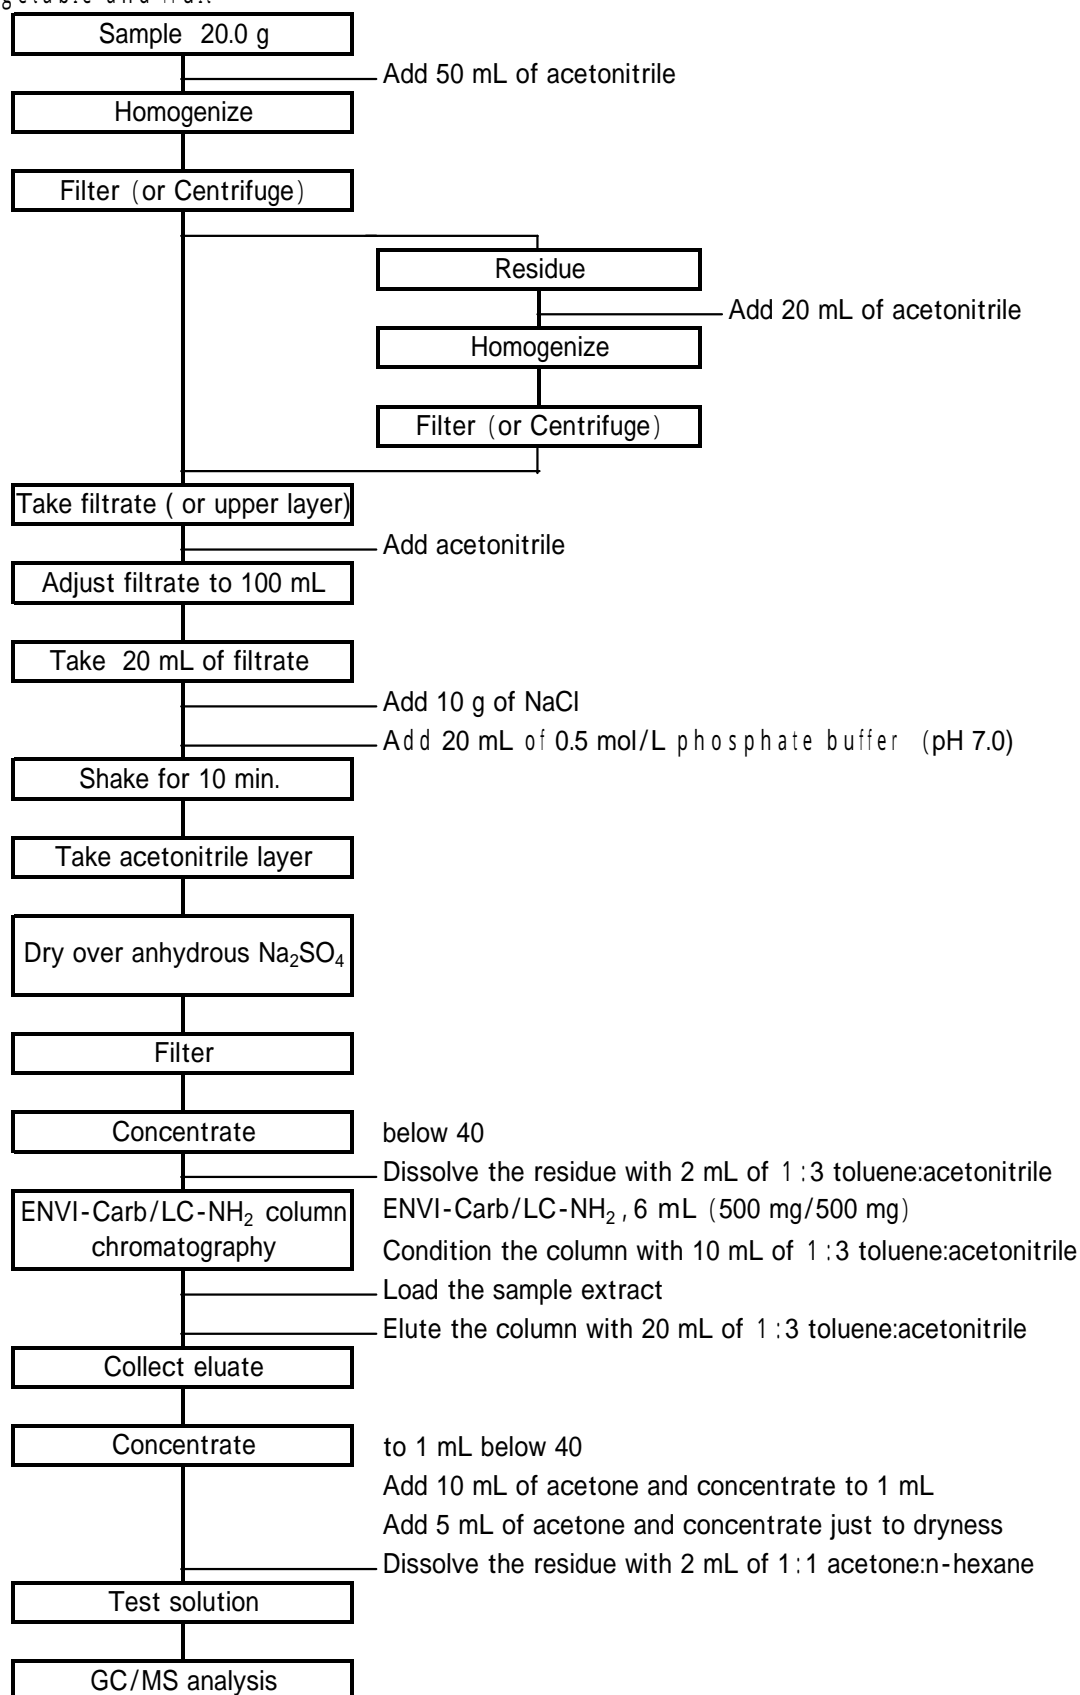 Sample 20.0 g
Add 50 mL of acetonitrile
Homogenize
Filter (or Centrifuge)
Residue
Add 20 mL of acetonitrile
Homogenize
Filter (or Centrifuge)
Take filtrate ( or upper layer)
Add acetonitrile
Adjust filtrate to 100 mL
Take 20 mL of filtrate
Add 10 g of NaCl
Add 20 mL of 0.5 mol/L phosphate buffer (pH 7.0)
Shake for 10 min.
Take acetonitrile layer
Dry over anhydrous Na₂SO₄
Filter
Concentrate
below 40
Dissolve the residue with 2 mL of 1:3 toluene:acetonitrile
ENVI-Carb/LC-NH₂ column
chromatography
ENVI-Carb/LC-NH₂, 6 mL (500 mg/500 mg)
Condition the column with 10 mL of 1:3 toluene:acetonitrile
Load the sample extract
Elute the column with 20 mL of 1:3 toluene:acetonitrile
Collect eluate
Concentrate
to 1 mL below 40
Add 10 mL of acetone and concentrate to 1 mL
Add 5 mL of acetone and concentrate just to dryness
Dissolve the residue with 2 mL of 1:1 acetone:n-hexane
Test solution
GC/MS analysis